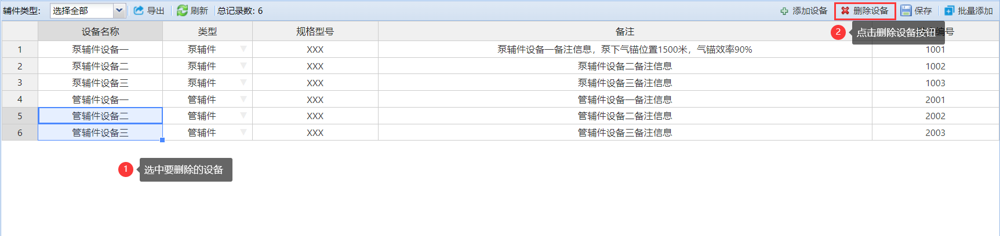 辅件类型: 选择全部 导出 刷新 总记录数: 6 添加设备 删除设备 保存 批量添加
设备名称 类型 规格型号 备注 编号
2 点击删除设备按钮
1 泵辅件设备一 泵辅件 XXX 泵辅件设备一备注信息，泵下气锚位置1500米，气锚效率90% 1001
2 泵辅件设备二 泵辅件 XXX 泵辅件设备二备注信息 1002
3 泵辅件设备三 泵辅件 XXX 泵辅件设备三备注信息 1003
4 管辅件设备一 管辅件 XXX 管辅件设备一备注信息 2001
5 管辅件设备二 管辅件 XXX 管辅件设备二备注信息 2002
6 管辅件设备三 管辅件 XXX 管辅件设备三备注信息 2003
1 选中要删除的设备